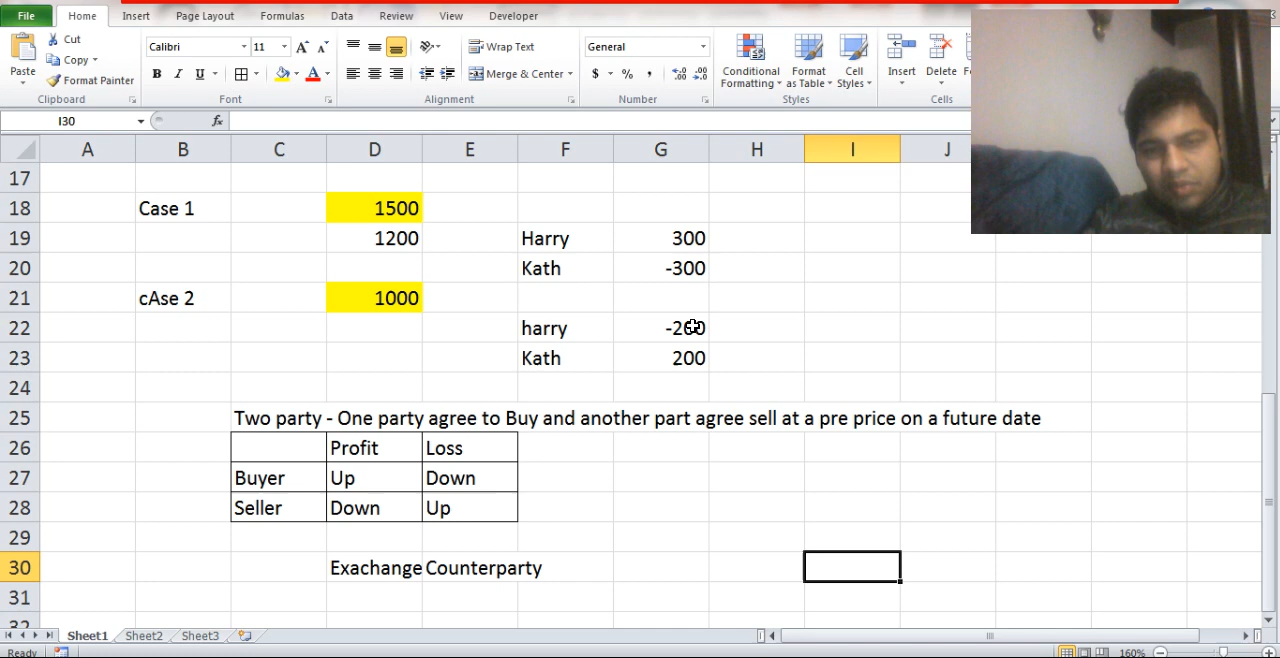 File Home Insert Page Layout Formulas Data Review View Developer
Cut
Copy
Format Painter
Paste
Clipboard
Calibri 11
B I U
Font
Wrap Text
Merge & Center
Alignment
General
$ % ,
Number
Conditional Formatting
Format as Table
Cell Styles
Styles
Insert Delete
Cells
I30 fx
A B C D E F G H I J
17
18 Case 1 1500
19 1200 Harry 300
20 Kath -300
21 cAse 2 1000
22 harry
23 Kath 200
24
25 Two party - One party agree to Buy and another part agree sell at a pre price on a future date
26 Profit Loss
27 Buyer Up Down
28 Seller Down Up
29
30 Exachange Counterparty
31
32
Sheet1 Sheet2 Sheet3
Ready 160%